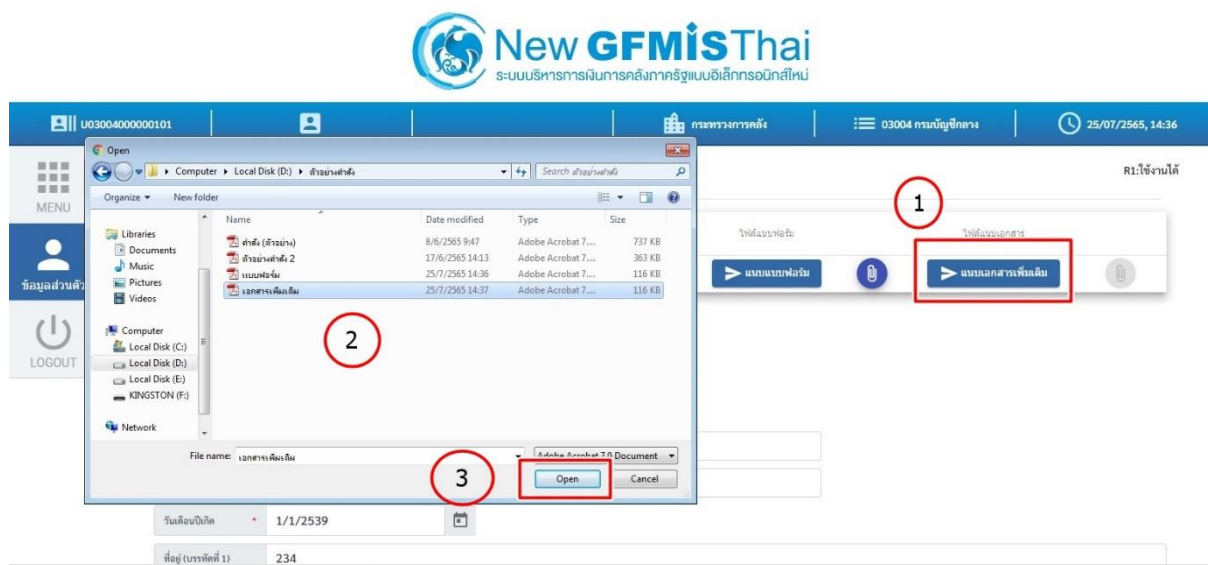 New GFMIS Thai
ระบบบริหารการเงินการคลังภาครัฐแบบอิเล็กทรอนิกส์ใหม่
U03004000000101
กระทรวงการคลัง
03004 กรมบัญชีกลาง
25/07/2565, 14:36
R1:ใช้งานได้
MENU
ข้อมูลส่วนตัว
LOGOUT
1
ไฟล์แบบฟอร์ม
ไฟล์แนบเอกสาร
แนบแบบฟอร์ม
แนบเอกสารเพิ่มเติม
Open
Computer ▸ Local Disk (D:) ▸ ตัวอย่างคำสั่ง
Search ตัวอย่างคำสั่ง
Organize
New folder
Name Date modified Type Size
คำสั่ง (ตัวอย่าง) 8/6/2565 9:47 Adobe Acrobat 7.... 737 KB
ตัวอย่างคำสั่ง 2 17/6/2565 14:13 Adobe Acrobat 7.... 363 KB
แบบฟอร์ม 25/7/2565 14:36 Adobe Acrobat 7.... 116 KB
เอกสารเพิ่มเติม 25/7/2565 14:37 Adobe Acrobat 7.... 116 KB
Libraries
Documents
Music
Pictures
Videos
Computer
Local Disk (C:)
Local Disk (D:)
Local Disk (E:)
KINGSTON (F:)
Network
2
File name: เอกสารเพิ่มเติม
Adobe Acrobat 7.0 Document
3
Open
Cancel
วันเดือนปีเกิด * 1/1/2539
ที่อยู่ (บรรทัดที่ 1) 234